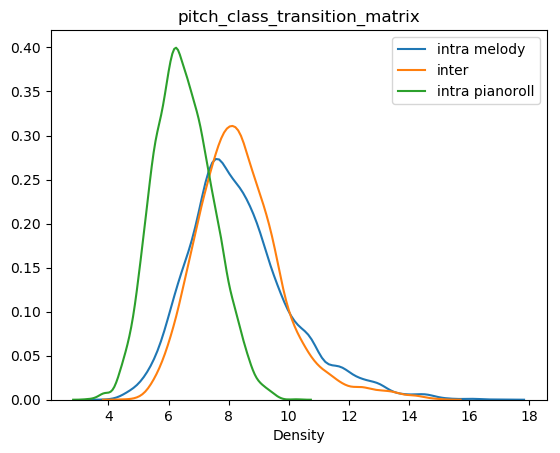 pitch_class_transition_matrix
intra melody
inter
intra pianoroll
0.40
0.35
0.30
0.25
0.20
0.15
0.10
0.05
0.00
4 6 8 10 12 14 16 18
Density